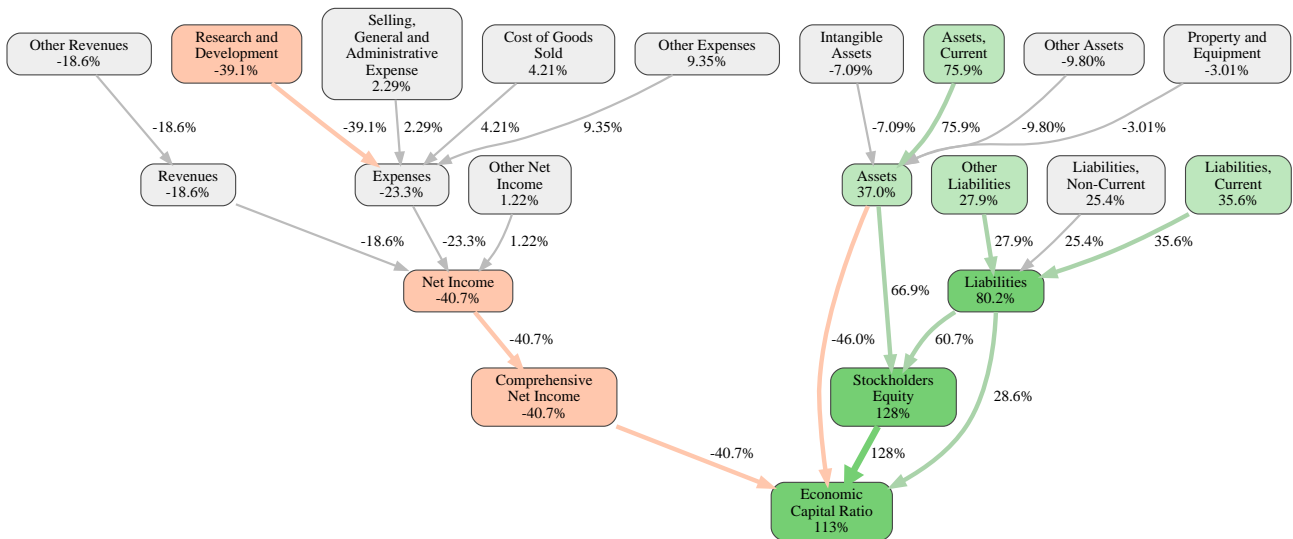 Other Revenues
-18.6%
Research and
Development
-39.1%
Selling,
General and
Administrative
Expense
2.29%
Cost of Goods
Sold
4.21%
Other Expenses
9.35%
Intangible
Assets
-7.09%
Assets,
Current
75.9%
Other Assets
-9.80%
Property and
Equipment
-3.01%
-18.6%
-39.1%
2.29%
4.21%
9.35%
-7.09%
75.9%
-9.80%
-3.01%
Revenues
-18.6%
Expenses
-23.3%
Other Net
Income
1.22%
Assets
37.0%
Other
Liabilities
27.9%
Liabilities,
Non-Current
25.4%
Liabilities,
Current
35.6%
-18.6%
-23.3%
1.22%
27.9%
25.4%
35.6%
Net Income
-40.7%
66.9%
Liabilities
80.2%
-40.7%
-46.0%
60.7%
Comprehensive
Net Income
-40.7%
Stockholders
Equity
128%
28.6%
-40.7%
128%
Economic
Capital Ratio
113%